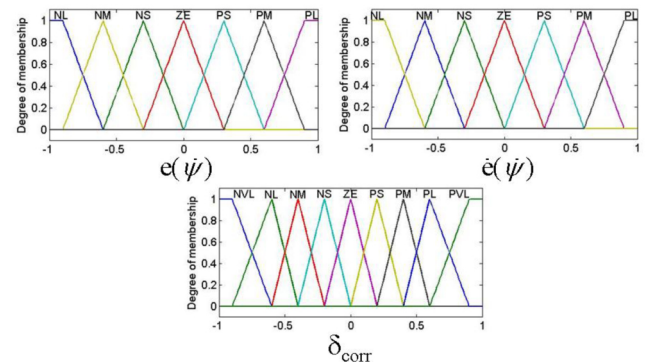 NL NM NS ZE PS PM PL
Degree of membership
1
0.8
0.6
0.4
0.2
0
-1 -0.5 0 0.5 1
e(ψ̇)
NL NM NS ZE PS PM PL
Degree of membership
1
0.8
0.6
0.4
0.2
0
-1 -0.5 0 0.5 1
ė(ψ̇)
NVL NL NM NS ZE PS PM PL PVL
Degree of membership
1
0.8
0.6
0.4
0.2
0
-1 -0.5 0 0.5 1
δcorr